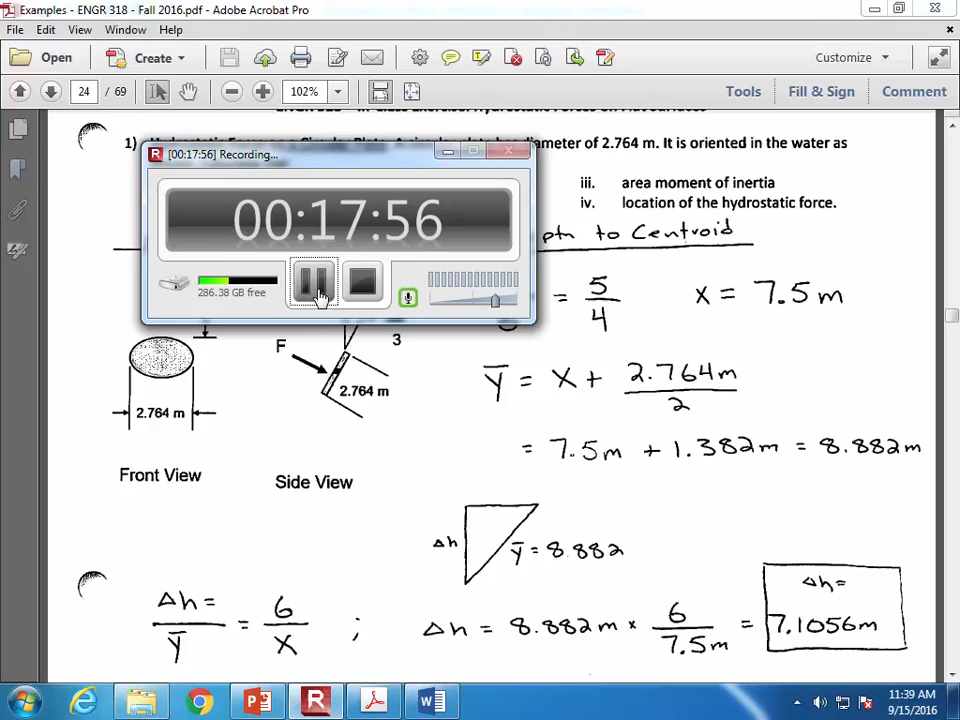 Examples - ENGR 318 - Fall 2016.pdf - Adobe Acrobat Pro
File Edit View Window Help
Open Create Customize
24 / 69 102% Tools Fill & Sign Comment
1)
diameter of 2.764 m. It is oriented in the water as
[00:17:56] Recording...
00:17:56
286.38 GB free
iii. area moment of inertia
iv. location of the hydrostatic force.
pth to Centroid
= 5/4 x = 7.5 m
F
3
2.764 m
2.764 m
Front View
Side View
y̅ = x + 2.764m/2
= 7.5m + 1.382m = 8.882m
Δh
y̅ = 8.882
Δh=/y̅ = 6/x ; Δh = 8.882m × 6/7.5m = Δh= 7.1056m
11:39 AM
9/15/2016